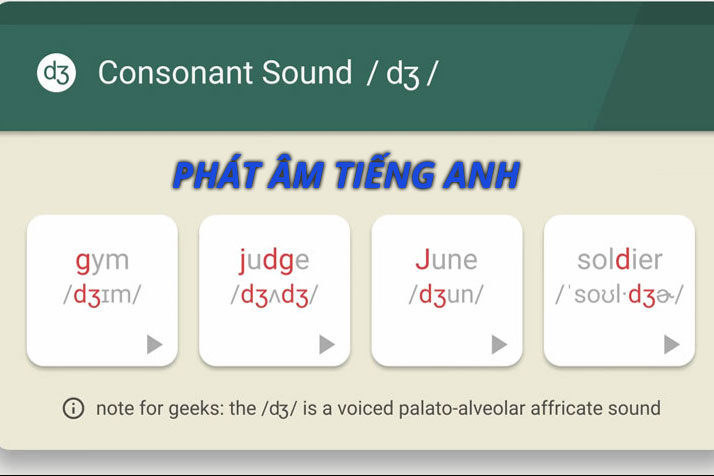 dʒ Consonant Sound / dʒ /
PHÁT ÂM TIẾNG ANH
gym
/dʒɪm/
judge
/dʒʌdʒ/
June
/dʒun/
soldier
/ˈsoʊl·dʒɚ/
note for geeks: the /dʒ/ is a voiced palato-alveolar affricate sound